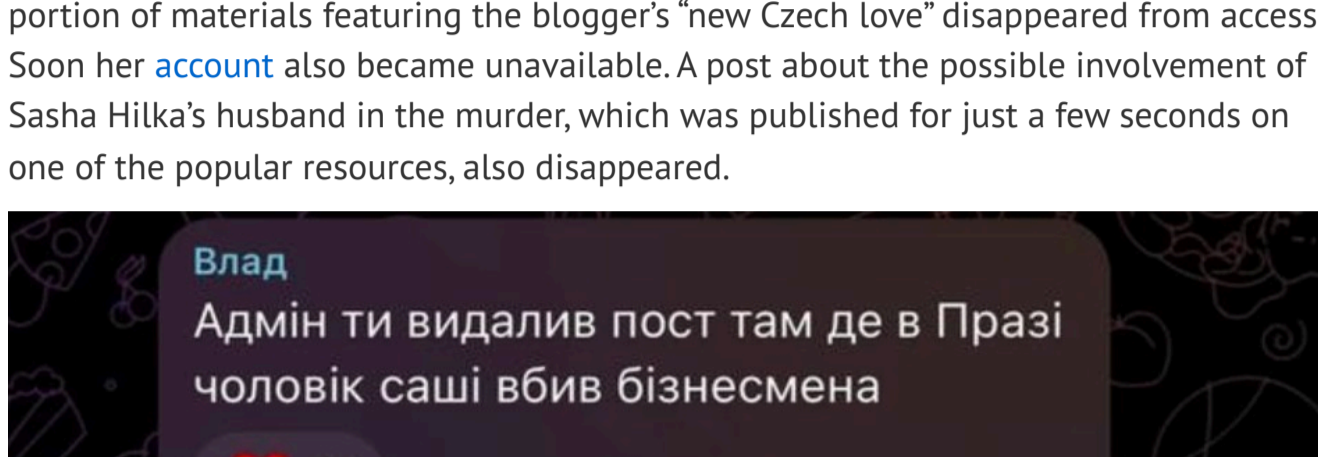 portion of materials featuring the blogger’s “new Czech love” disappeared from access
Soon her account also became unavailable. A post about the possible involvement of
Sasha Hilka’s husband in the murder, which was published for just a few seconds on
one of the popular resources, also disappeared.
Влад
Адмін ти видалив пост там де в Празі
чоловік саші вбив бізнесмена